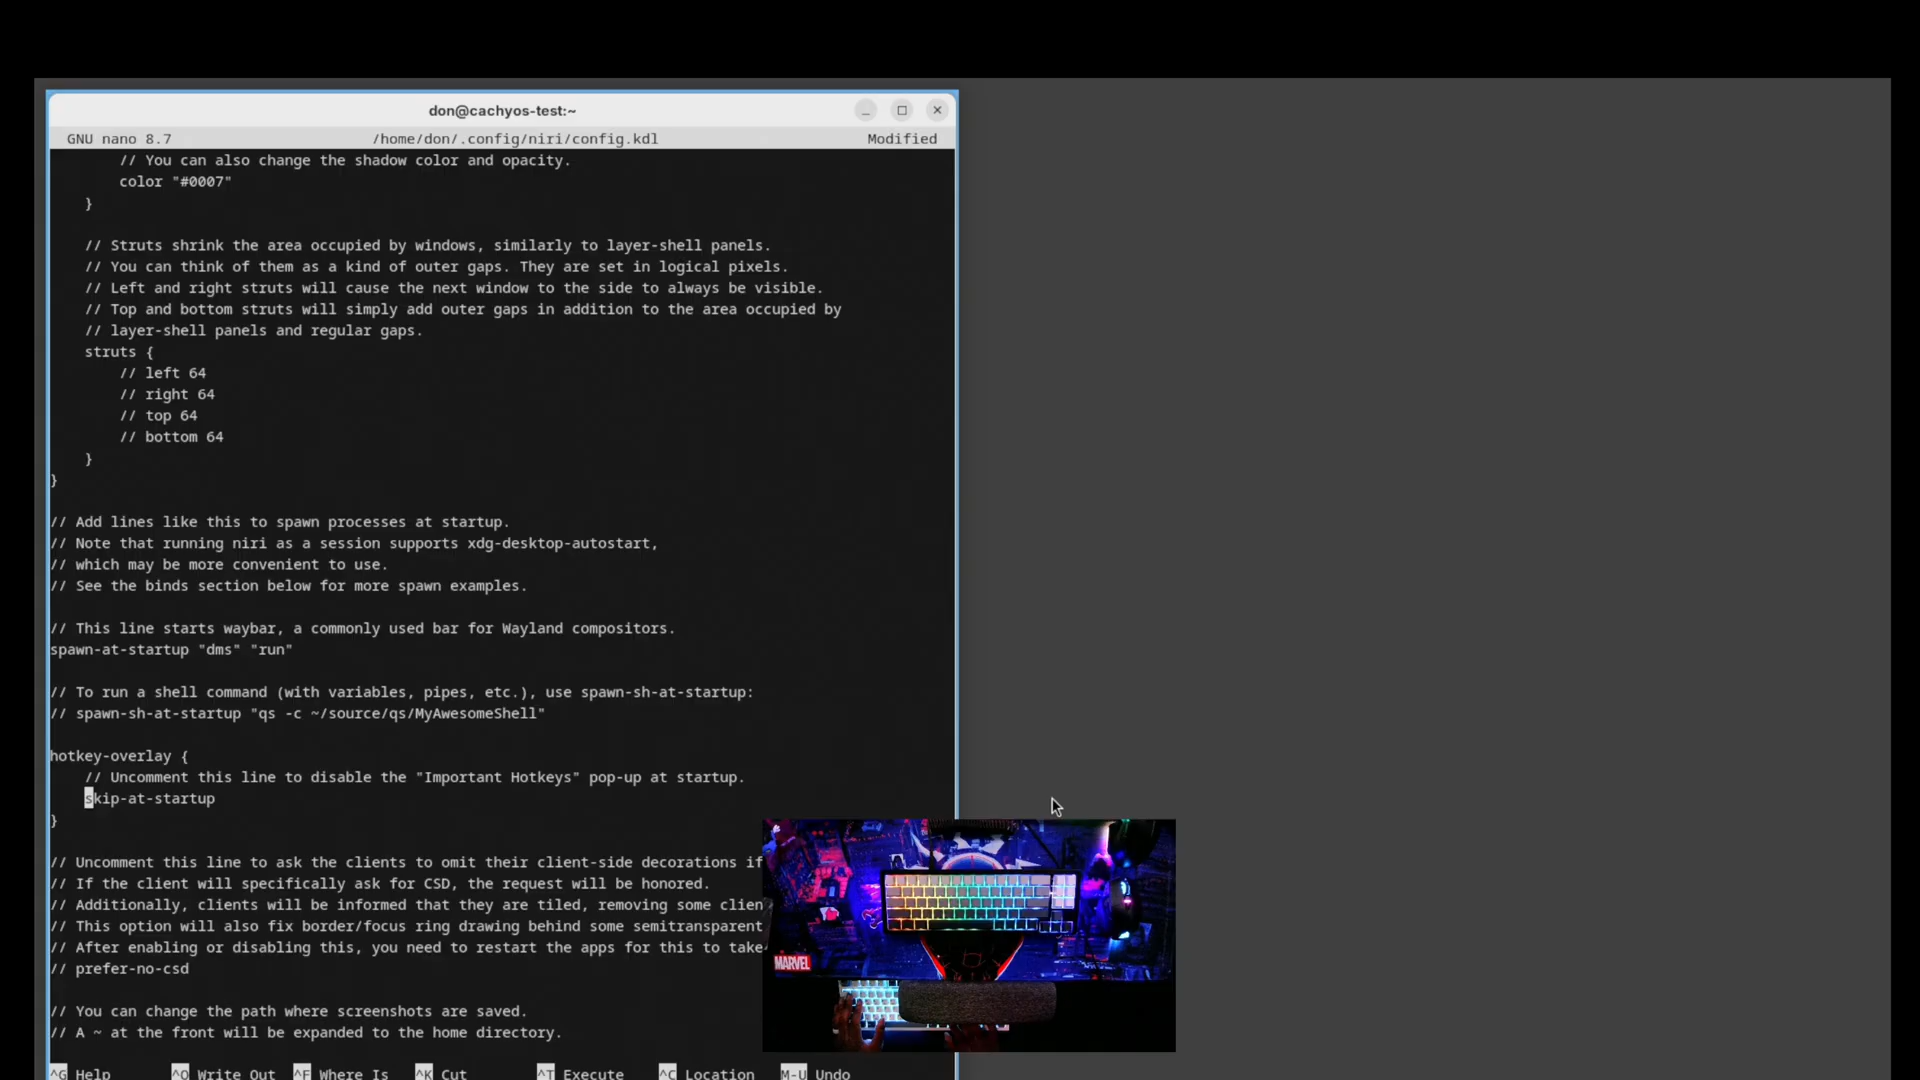 don@cachyos-test:~
GNU nano 8.7 /home/don/.config/niri/config.kdl Modified
// You can also change the shadow color and opacity.
color "#0007"
}
// Struts shrink the area occupied by windows, similarly to layer-shell panels.
// You can think of them as a kind of outer gaps. They are set in logical pixels.
// Left and right struts will cause the next window to the side to always be visible.
// Top and bottom struts will simply add outer gaps in addition to the area occupied by
// layer-shell panels and regular gaps.
struts {
// left 64
// right 64
// top 64
// bottom 64
}
}
// Add lines like this to spawn processes at startup.
// Note that running niri as a session supports xdg-desktop-autostart,
// which may be more convenient to use.
// See the binds section below for more spawn examples.
// This line starts waybar, a commonly used bar for Wayland compositors.
spawn-at-startup "dms" "run"
// To run a shell command (with variables, pipes, etc.), use spawn-sh-at-startup:
// spawn-sh-at-startup "qs -c ~/source/qs/MyAwesomeShell"
hotkey-overlay {
// Uncomment this line to disable the "Important Hotkeys" pop-up at startup.
skip-at-startup
}
// Uncomment this line to ask the clients to omit their client-side decorations if
// If the client will specifically ask for CSD, the request will be honored.
// Additionally, clients will be informed that they are tiled, removing some clien
// This option will also fix border/focus ring drawing behind some semitransparent
// After enabling or disabling this, you need to restart the apps for this to take
// prefer-no-csd
// You can change the path where screenshots are saved.
// A ~ at the front will be expanded to the home directory.
^G Help ^O Write Out ^F Where Is ^K Cut ^T Execute ^C Location M-U Undo
MARVEL